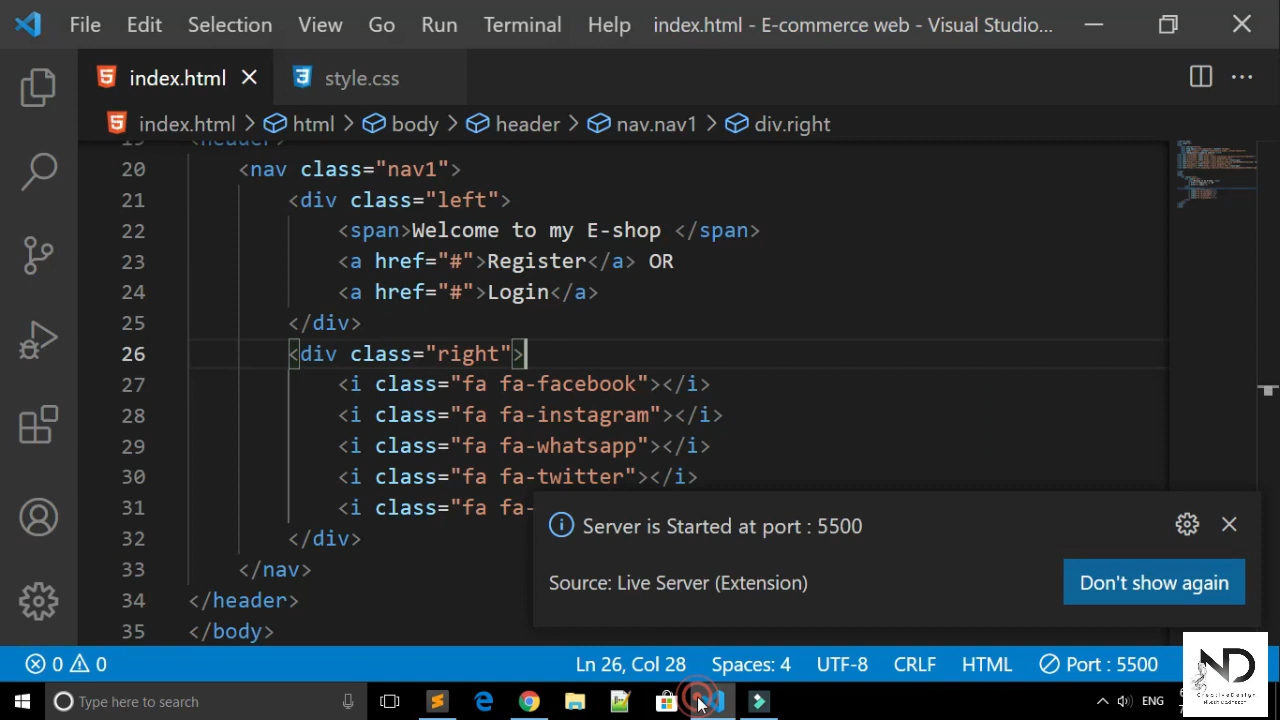 File Edit Selection View Go Run Terminal Help index.html - E-commerce web - Visual Studio...
index.html style.css
index.html > html > body > header > nav.nav1 > div.right
<header>
20 <nav class="nav1">
21 <div class="left">
22 <span>Welcome to my E-shop </span>
23 <a href="#">Register</a> OR
24 <a href="#">Login</a>
25 </div>
26 <div class="right">
27 <i class="fa fa-facebook"></i>
28 <i class="fa fa-instagram"></i>
29 <i class="fa fa-whatsapp"></i>
30 <i class="fa fa-twitter"></i>
31 <i class="fa fa-
32 </div>
33 </nav>
34 </header>
35 </body>
Server is Started at port : 5500
Source: Live Server (Extension)
Don't show again
0 0 Ln 26, Col 28 Spaces: 4 UTF-8 CRLF HTML Port : 5500
ND
Type here to search
ENG